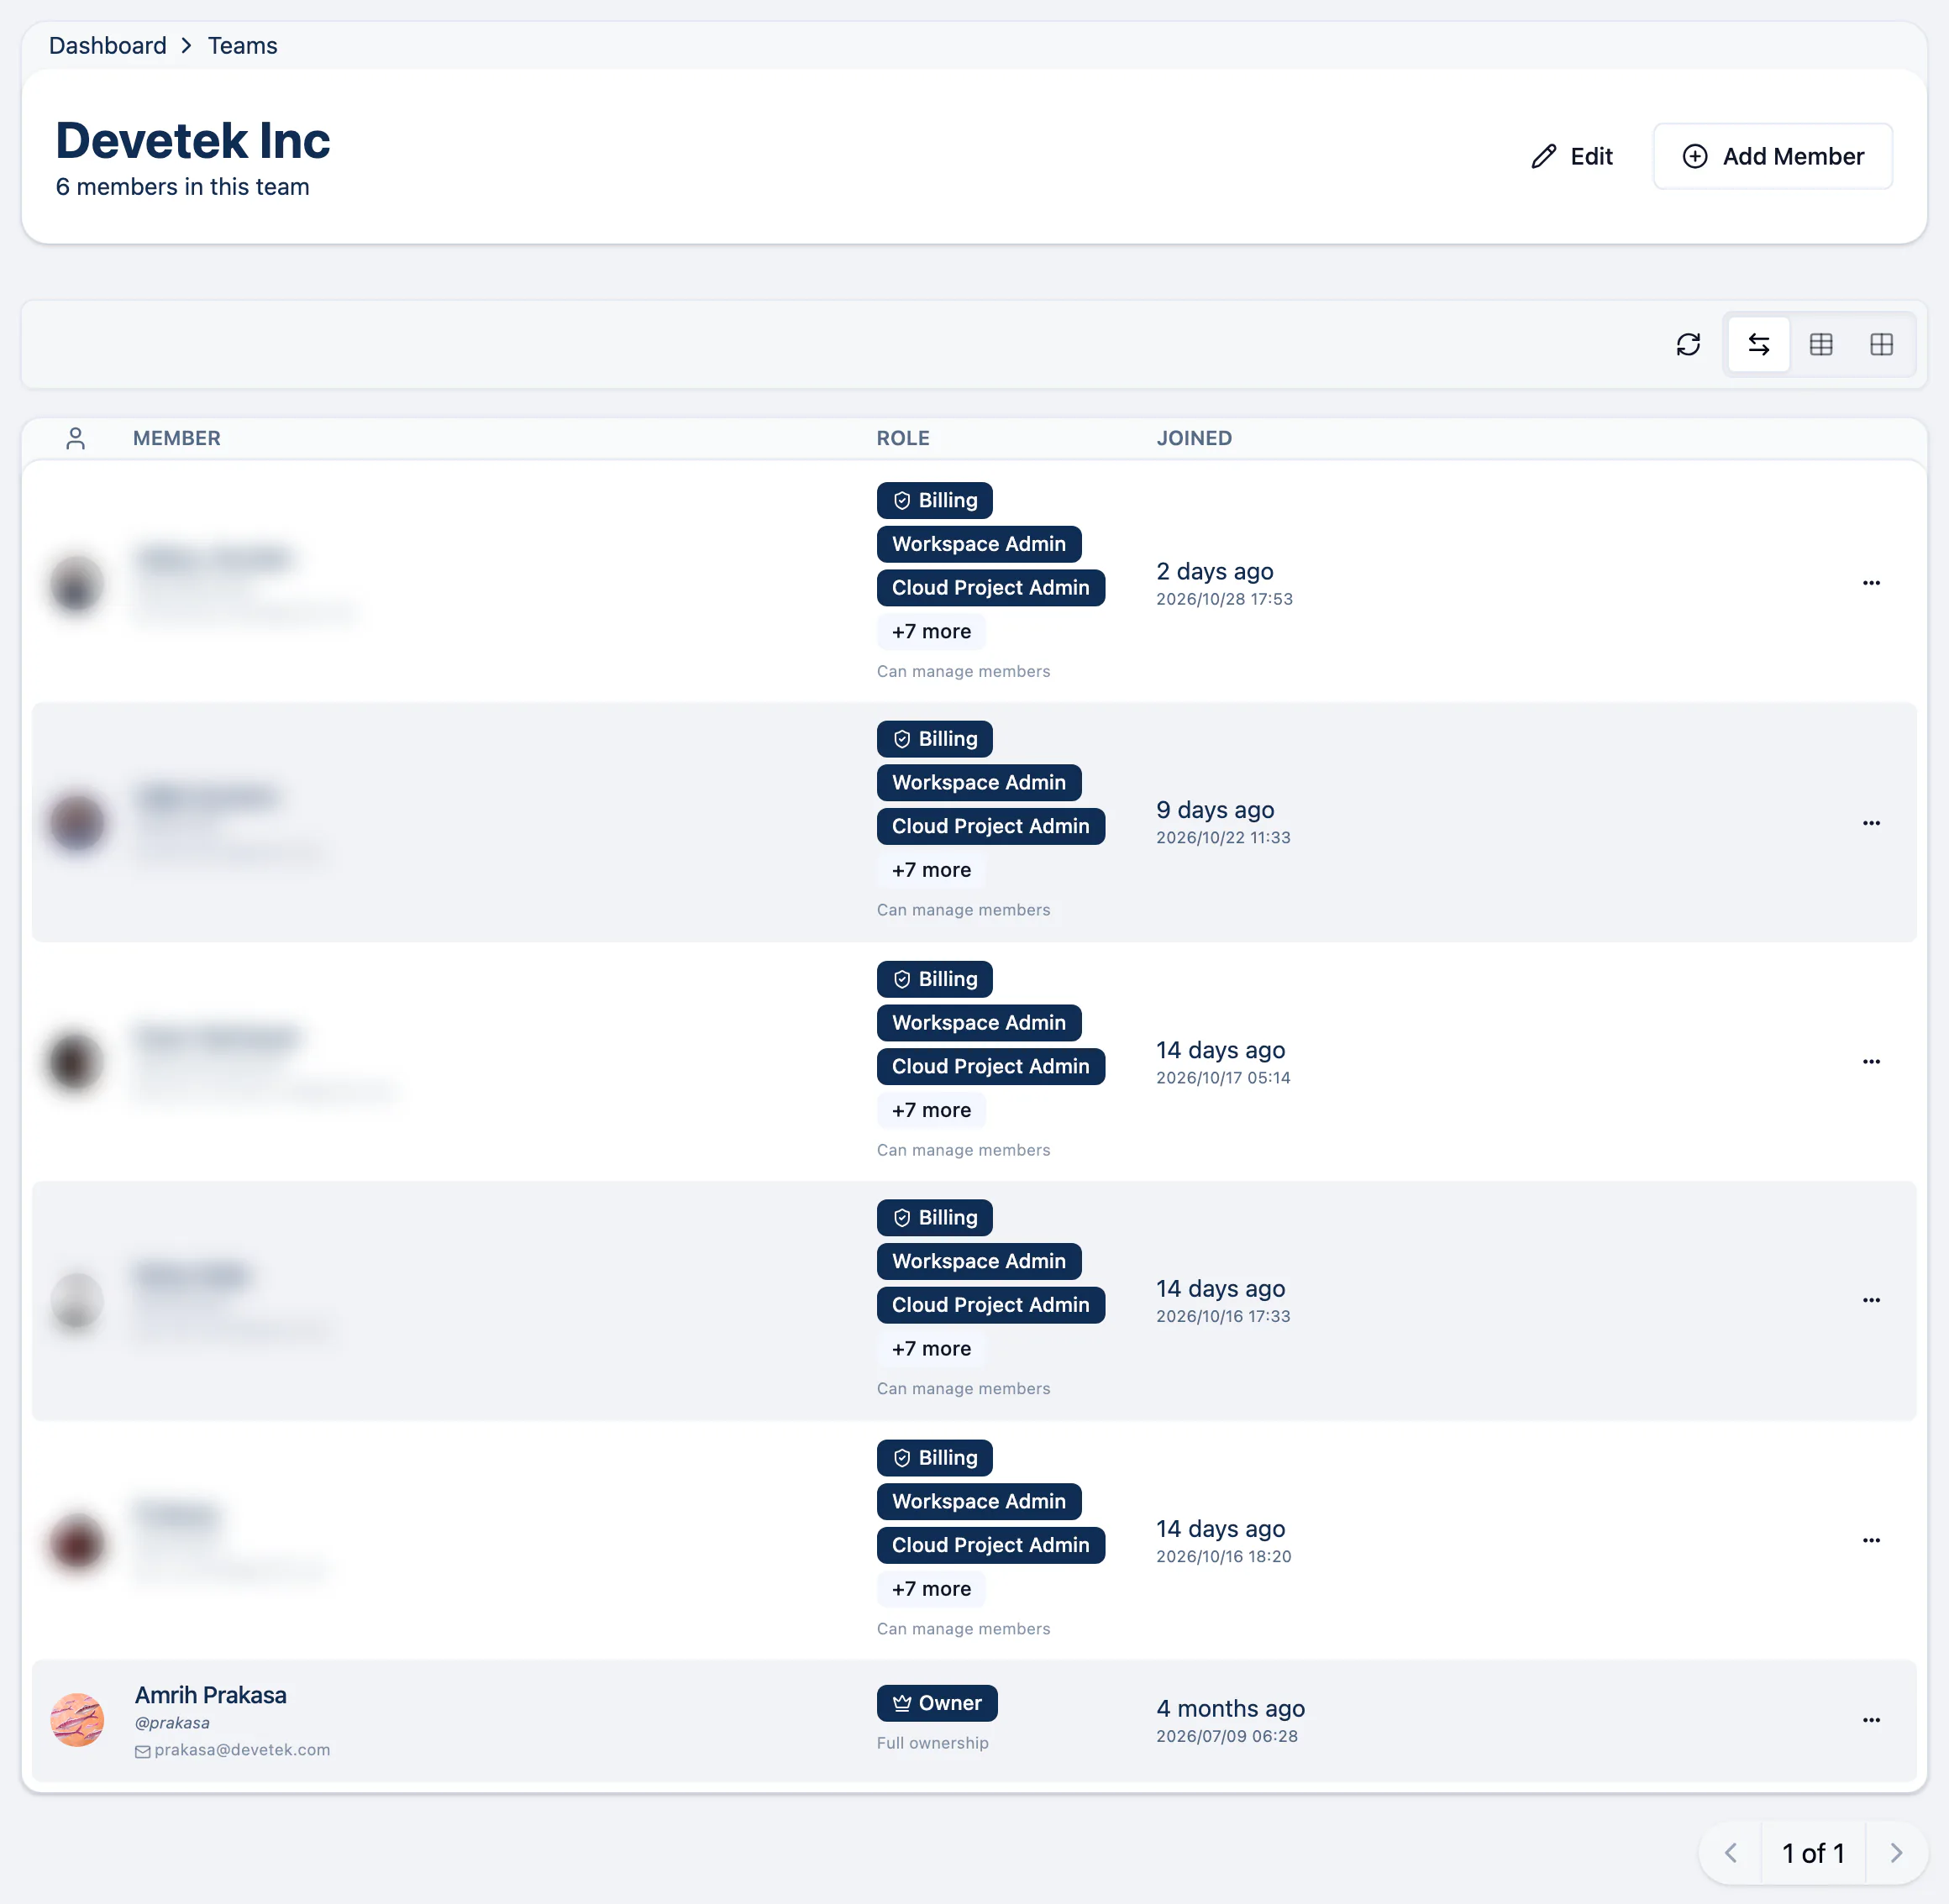 Dashboard > Teams
Devetek Inc
6 members in this team
Edit
Add Member
MEMBER ROLE JOINED
Billing
Workspace Admin
Cloud Project Admin
+7 more
Can manage members
2 days ago
2026/10/28 17:53
Billing
Workspace Admin
Cloud Project Admin
+7 more
Can manage members
9 days ago
2026/10/22 11:33
Billing
Workspace Admin
Cloud Project Admin
+7 more
Can manage members
14 days ago
2026/10/17 05:14
Billing
Workspace Admin
Cloud Project Admin
+7 more
Can manage members
14 days ago
2026/10/16 17:33
Billing
Workspace Admin
Cloud Project Admin
+7 more
Can manage members
14 days ago
2026/10/16 18:20
Amrih Prakasa
@prakasa
prakasa@devetek.com
Owner
Full ownership
4 months ago
2026/07/09 06:28
1 of 1